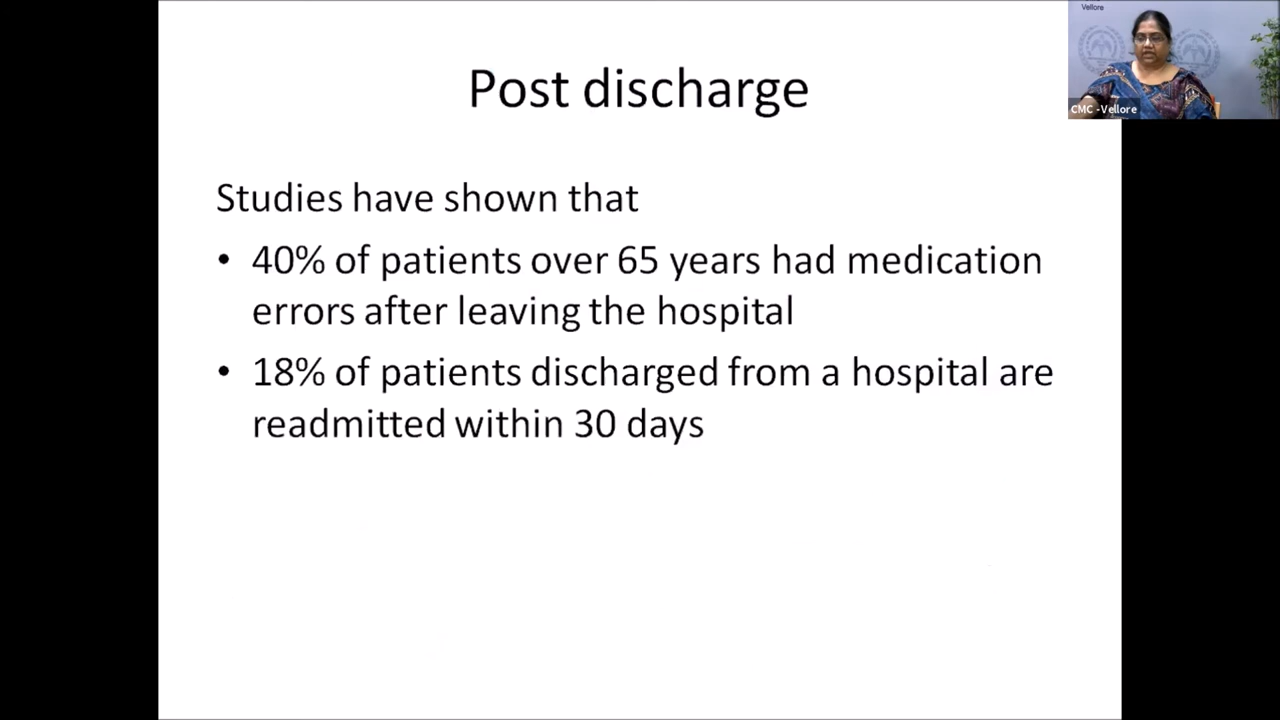 Post discharge
Vellore
CMC -Vellore
Studies have shown that
• 40% of patients over 65 years had medication
errors after leaving the hospital
• 18% of patients discharged from a hospital are
readmitted within 30 days